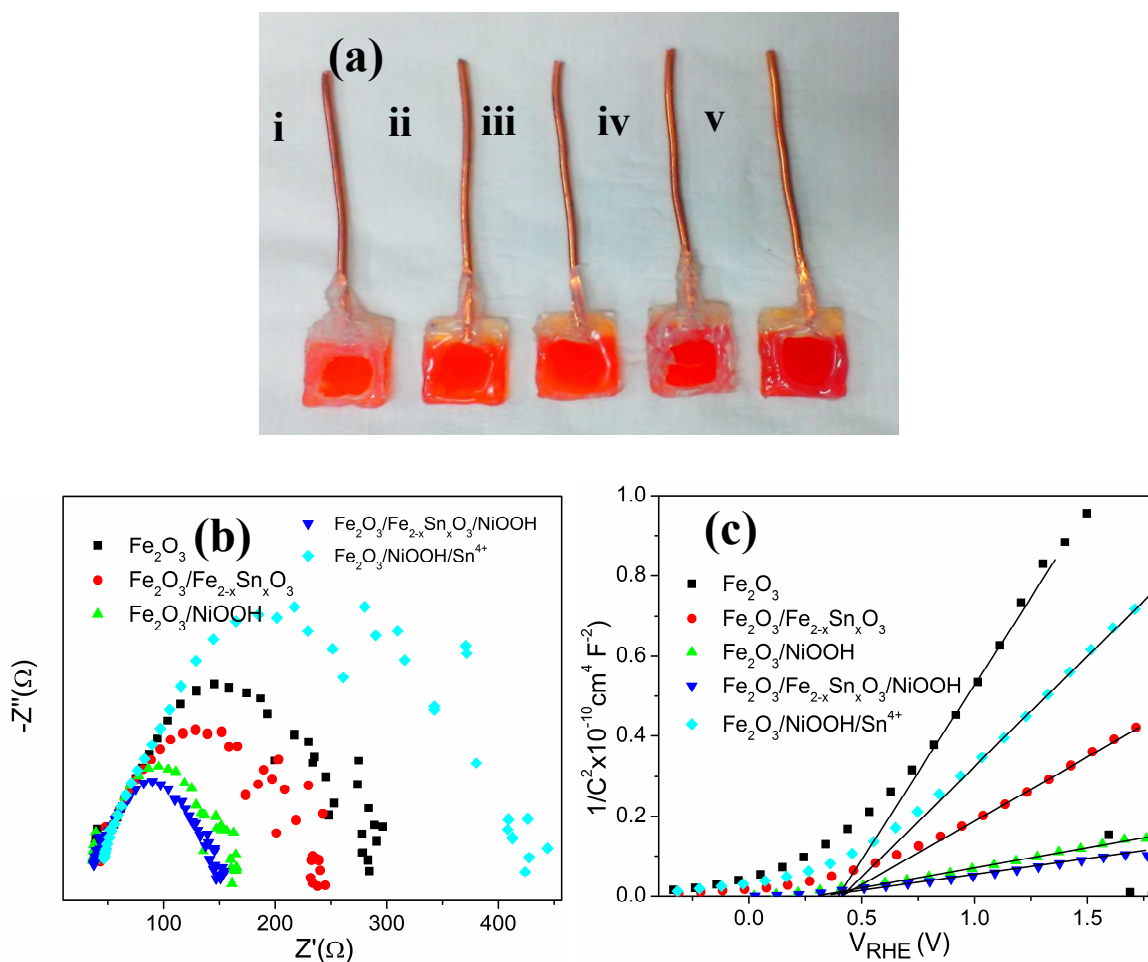 (a)
i ii iii iv v
(b)
Fe₂O₃
Fe₂O₃/Fe₂₋ₓSnₓO₃
Fe₂O₃/NiOOH
Fe₂O₃/Fe₂₋ₓSnₓO₃/NiOOH
Fe₂O₃/NiOOH/Sn⁴⁺
-Z"(Ω)
100 200 300 400
Z'(Ω)
(c)
Fe₂O₃
Fe₂O₃/Fe₂₋ₓSnₓO₃
Fe₂O₃/NiOOH
Fe₂O₃/Fe₂₋ₓSnₓO₃/NiOOH
Fe₂O₃/NiOOH/Sn⁴⁺
1/C²x10⁻¹⁰cm⁴ F⁻²
1.0
0.8
0.6
0.4
0.2
0.0
0.0 0.5 1.0 1.5
V_RHE (V)